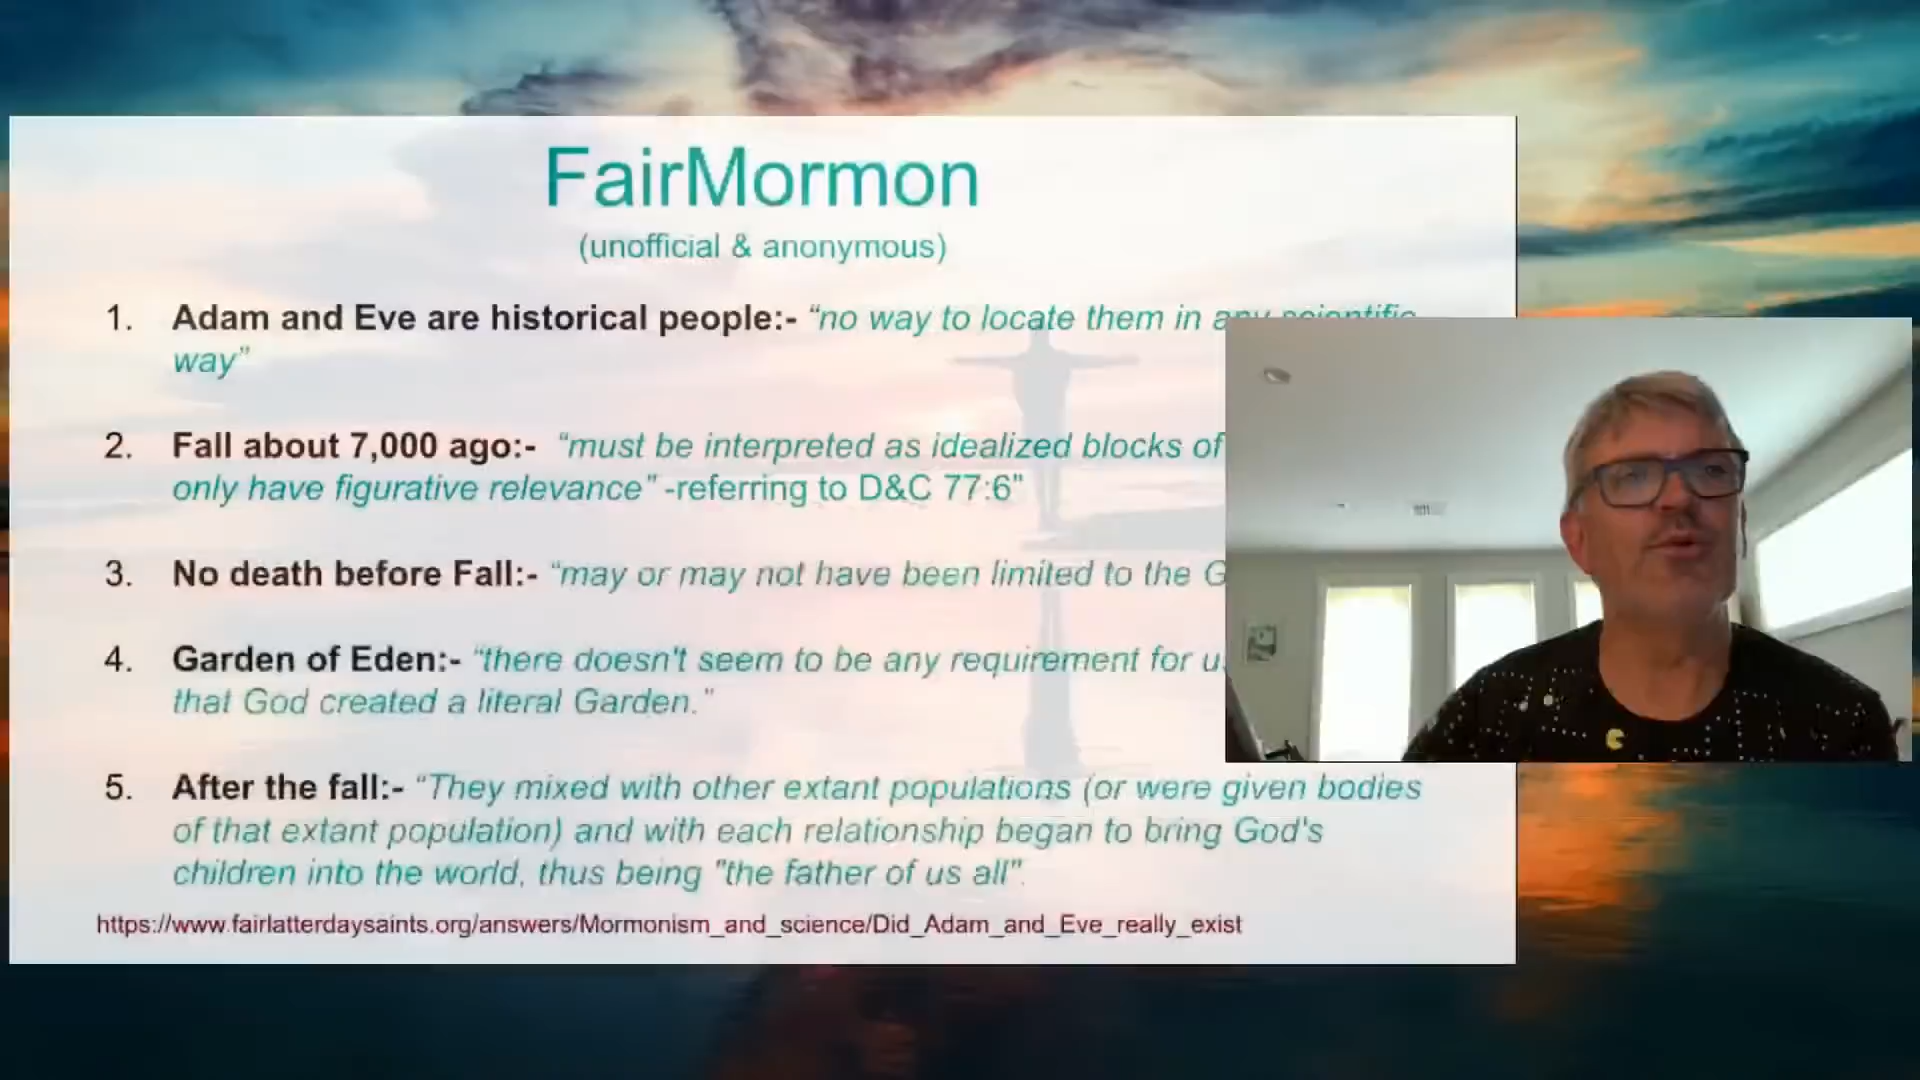 FairMormon
(unofficial & anonymous)
1. Adam and Eve are historical people:- “no way to locate them in any scientific
way”
2. Fall about 7,000 ago:- “must be interpreted as idealized blocks of
only have figurative relevance” -referring to D&C 77:6"
3. No death before Fall:- “may or may not have been limited to the
4. Garden of Eden:- “there doesn't seem to be any requirement for
that God created a literal Garden.”
5. After the fall:- “They mixed with other extant populations (or were given bodies
of that extant population) and with each relationship began to bring God's
children into the world, thus being "the father of us all".
https://www.fairlatterdaysaints.org/answers/Mormonism_and_science/Did_Adam_and_Eve_really_exist